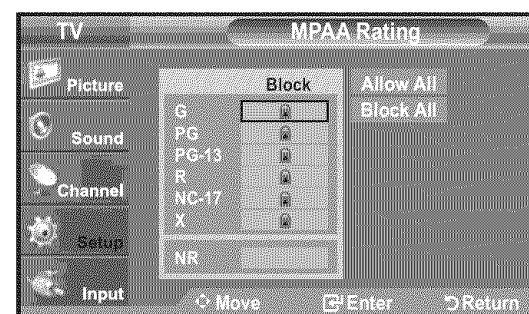 TV MPAA Rating
Picture
Sound
Channel
Setup
Input
Block
G
PG
PG-13
R
NC-17
X
NR
Allow All
Block All
Move Enter Return